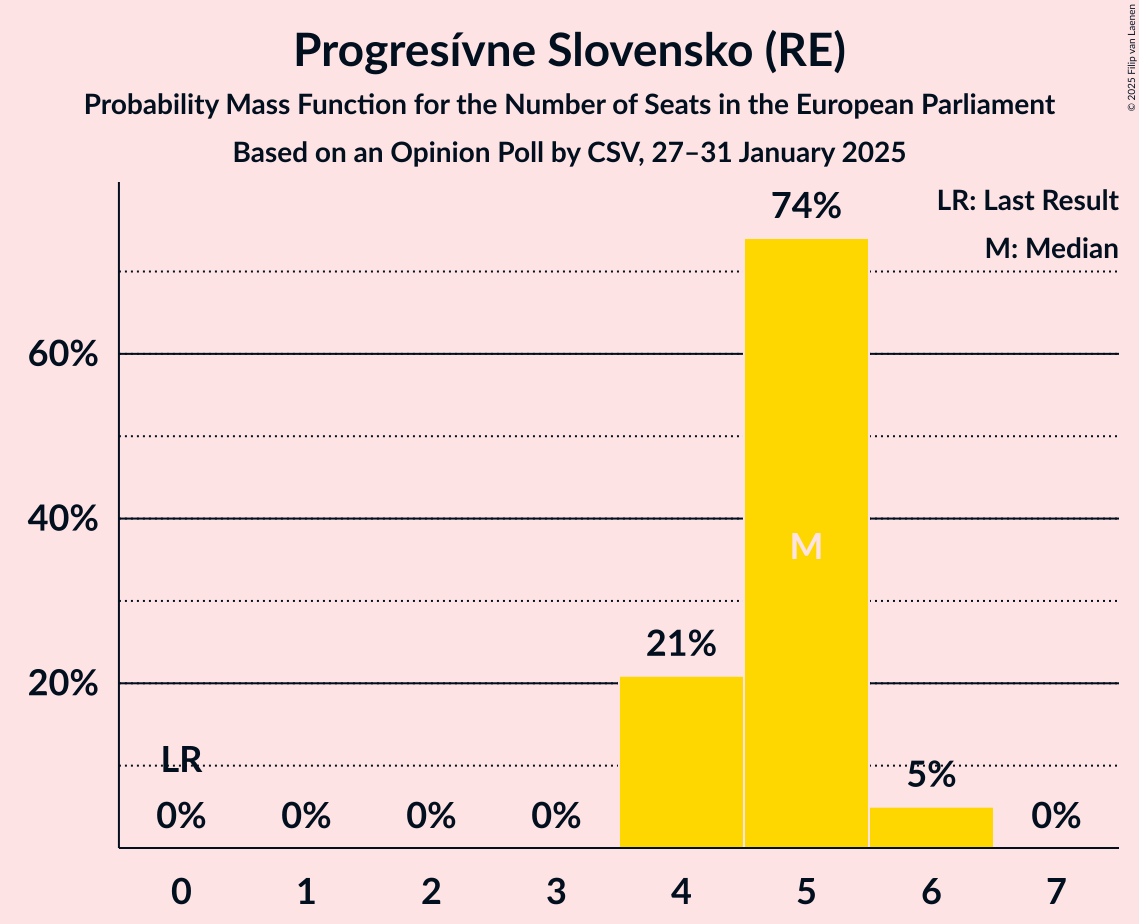 Progresívne Slovensko (RE)
Probability Mass Function for the Number of Seats in the European Parliament
Based on an Opinion Poll by CSV, 27–31 January 2025
© 2025 Filip van Laenen
LR: Last Result
M: Median
74%
60%
40%
M
21%
20%
LR
5%
0% 0% 0% 0% 0%
0 1 2 3 4 5 6 7